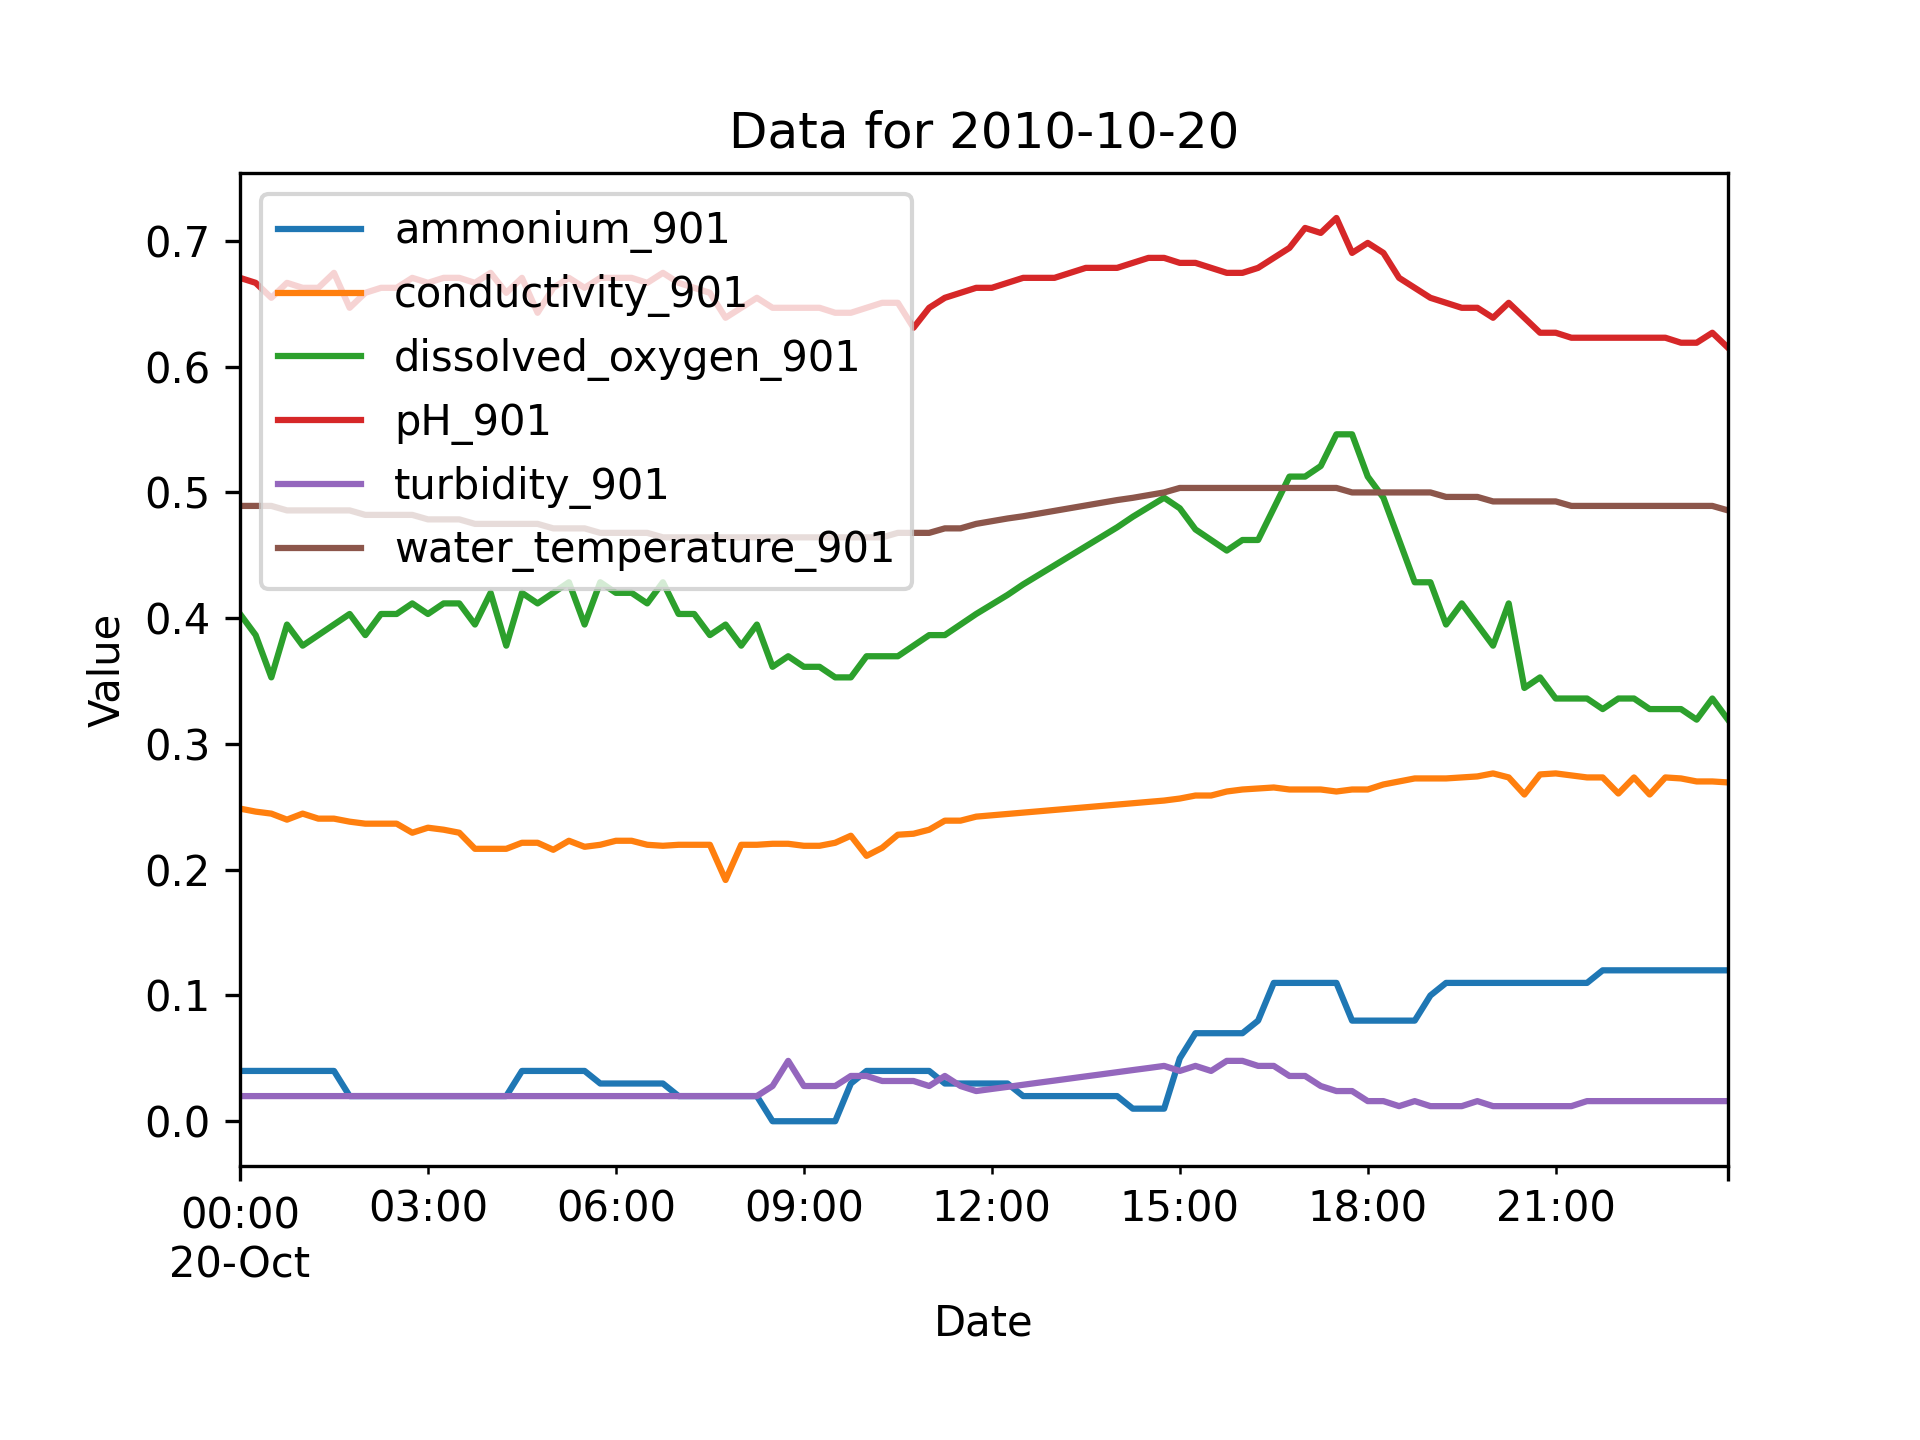 Data for 2010-10-20
ammonium_901
conductivity_901
dissolved_oxygen_901
pH_901
turbidity_901
water_temperature_901
Value
0.7
0.6
0.5
0.4
0.3
0.2
0.1
0.0
00:00 03:00 06:00 09:00 12:00 15:00 18:00 21:00
20-Oct
Date